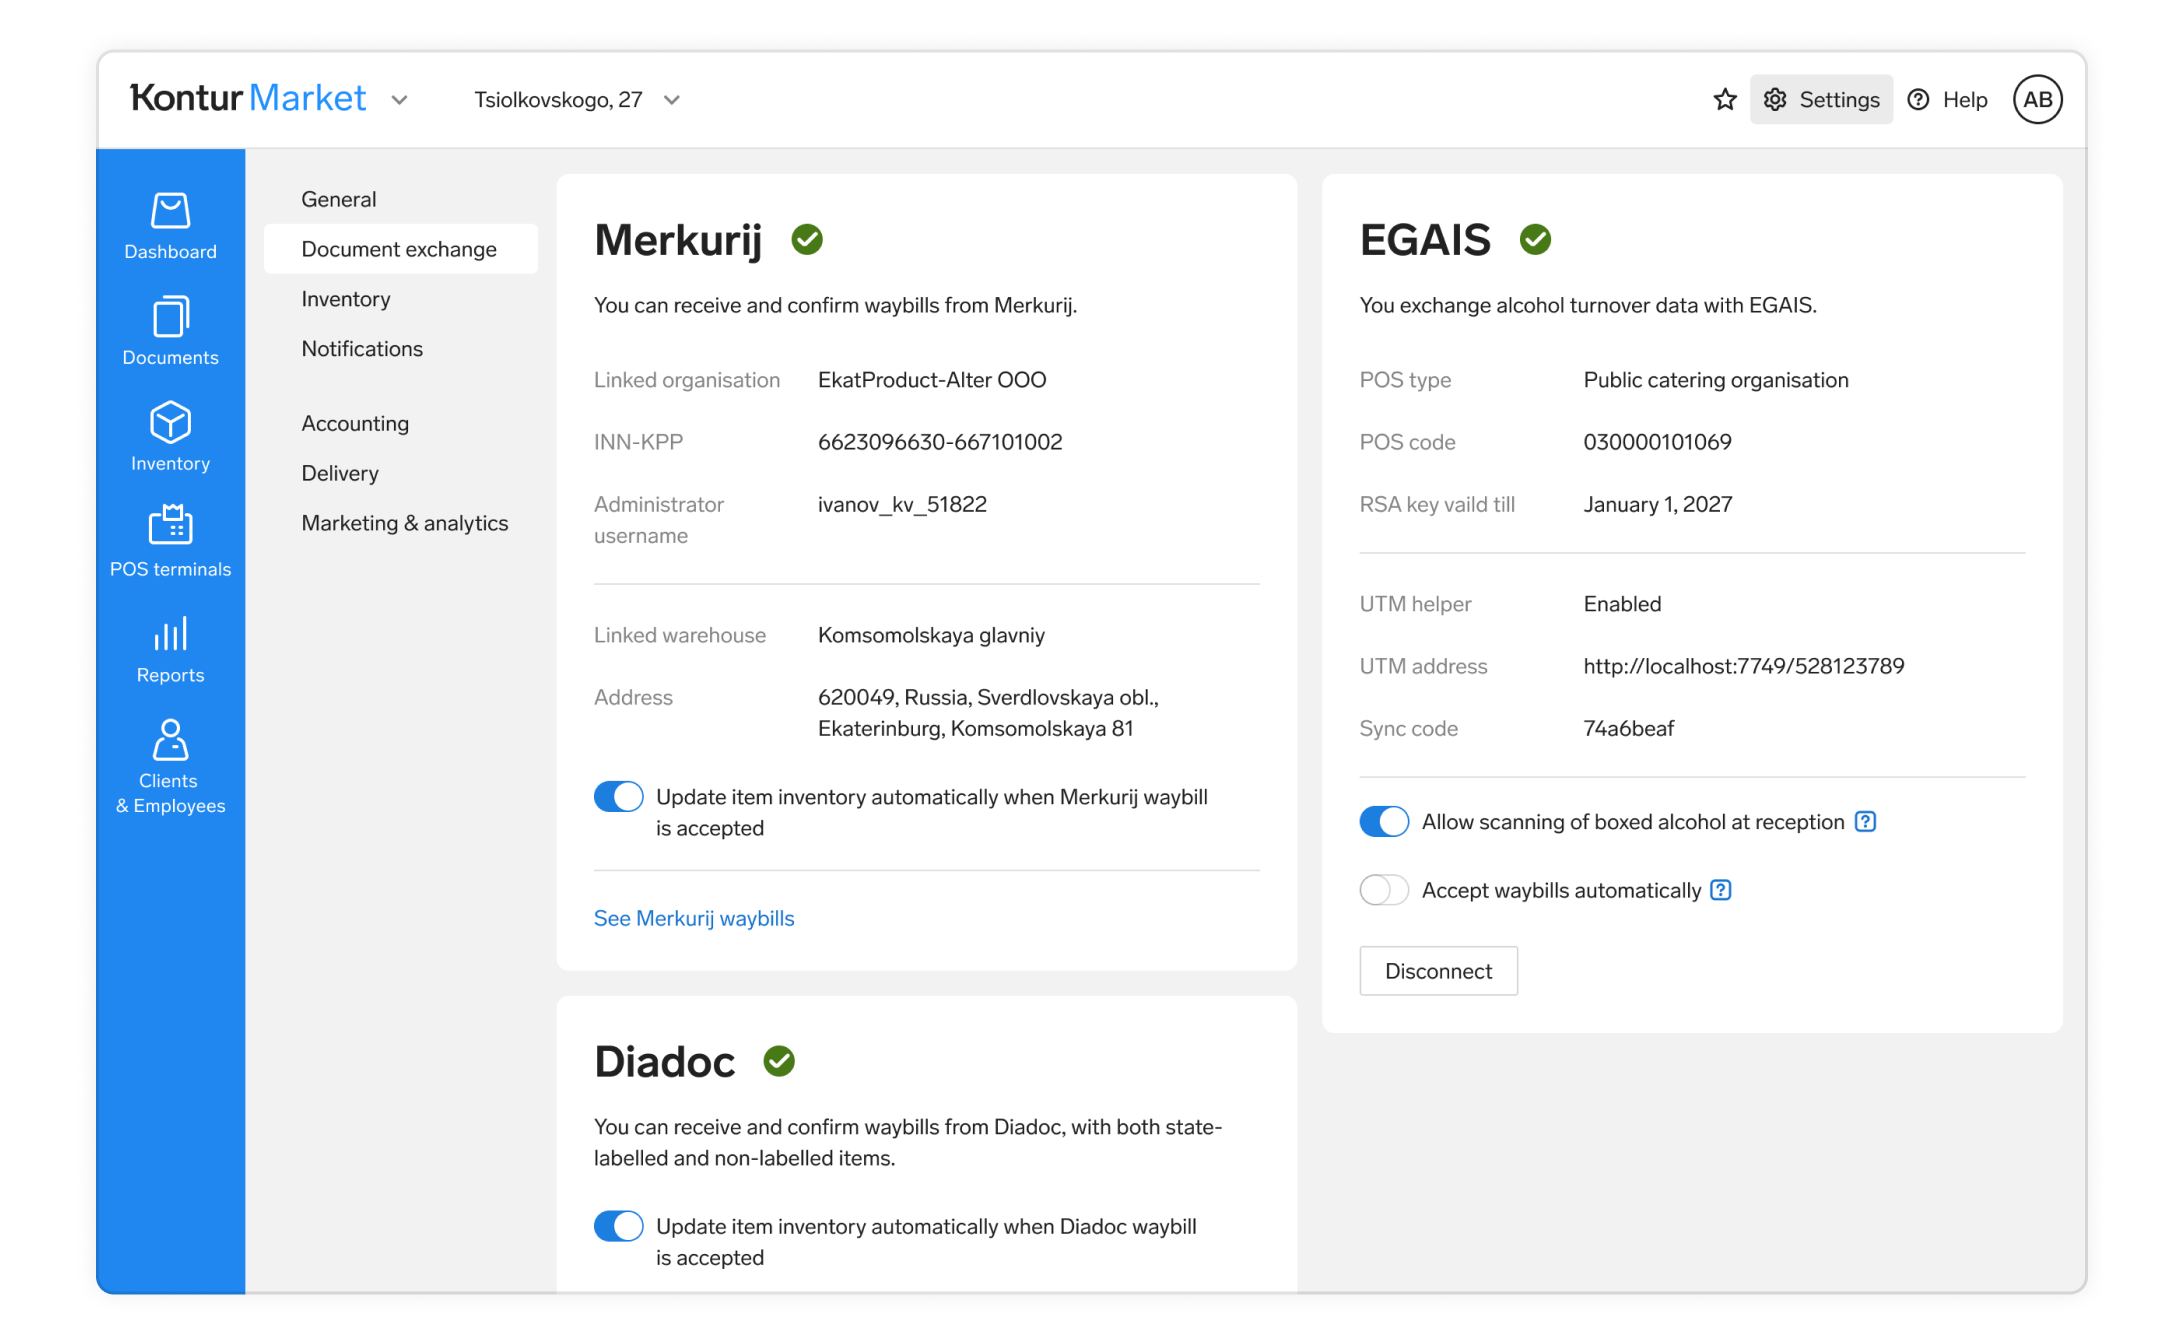 Kontur Market
Tsiolkovskogo, 27
Settings
Help
AB
Dashboard
Documents
Inventory
POS terminals
Reports
Clients
& Employees
General
Document exchange
Inventory
Notifications
Accounting
Delivery
Marketing & analytics
Merkurij
You can receive and confirm waybills from Merkurij.
Linked organisation EkatProduct-Alter OOO
INN-KPP 6623096630-667101002
Administrator ivanov_kv_51822
username
Linked warehouse Komsomolskaya glavniy
Address 620049, Russia, Sverdlovskaya obl.,
Ekaterinburg, Komsomolskaya 81
Update item inventory automatically when Merkurij waybill
is accepted
See Merkurij waybills
Diadoc
You can receive and confirm waybills from Diadoc, with both state-
labelled and non-labelled items.
Update item inventory automatically when Diadoc waybill
is accepted
EGAIS
You exchange alcohol turnover data with EGAIS.
POS type Public catering organisation
POS code 030000101069
RSA key vaild till January 1, 2027
UTM helper Enabled
UTM address http://localhost:7749/528123789
Sync code 74a6beaf
Allow scanning of boxed alcohol at reception ?
Accept waybills automatically ?
Disconnect